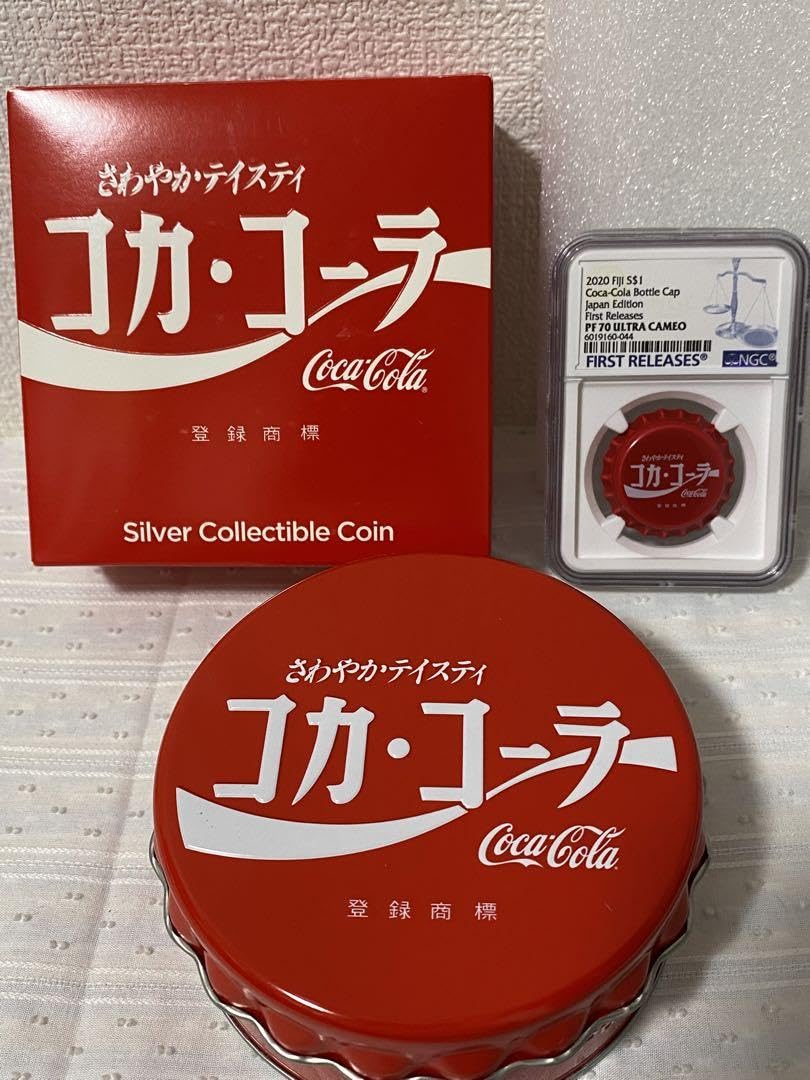 さわやか・テイスティ
コカ・コーラ
Coca-Cola®
登録商標
Silver Collectible Coin
2020 Fiji S$1
Coca-Cola Bottle Cap
Japan Edition
First Releases
PF 70 ULTRA CAMEO
6019160-044
FIRST RELEASES® NGC®
さわやか・テイスティ
コカ・コーラ
Coca-Cola
登録商標
さわやか・テイスティ
コカ・コーラ
Coca-Cola
登録商標